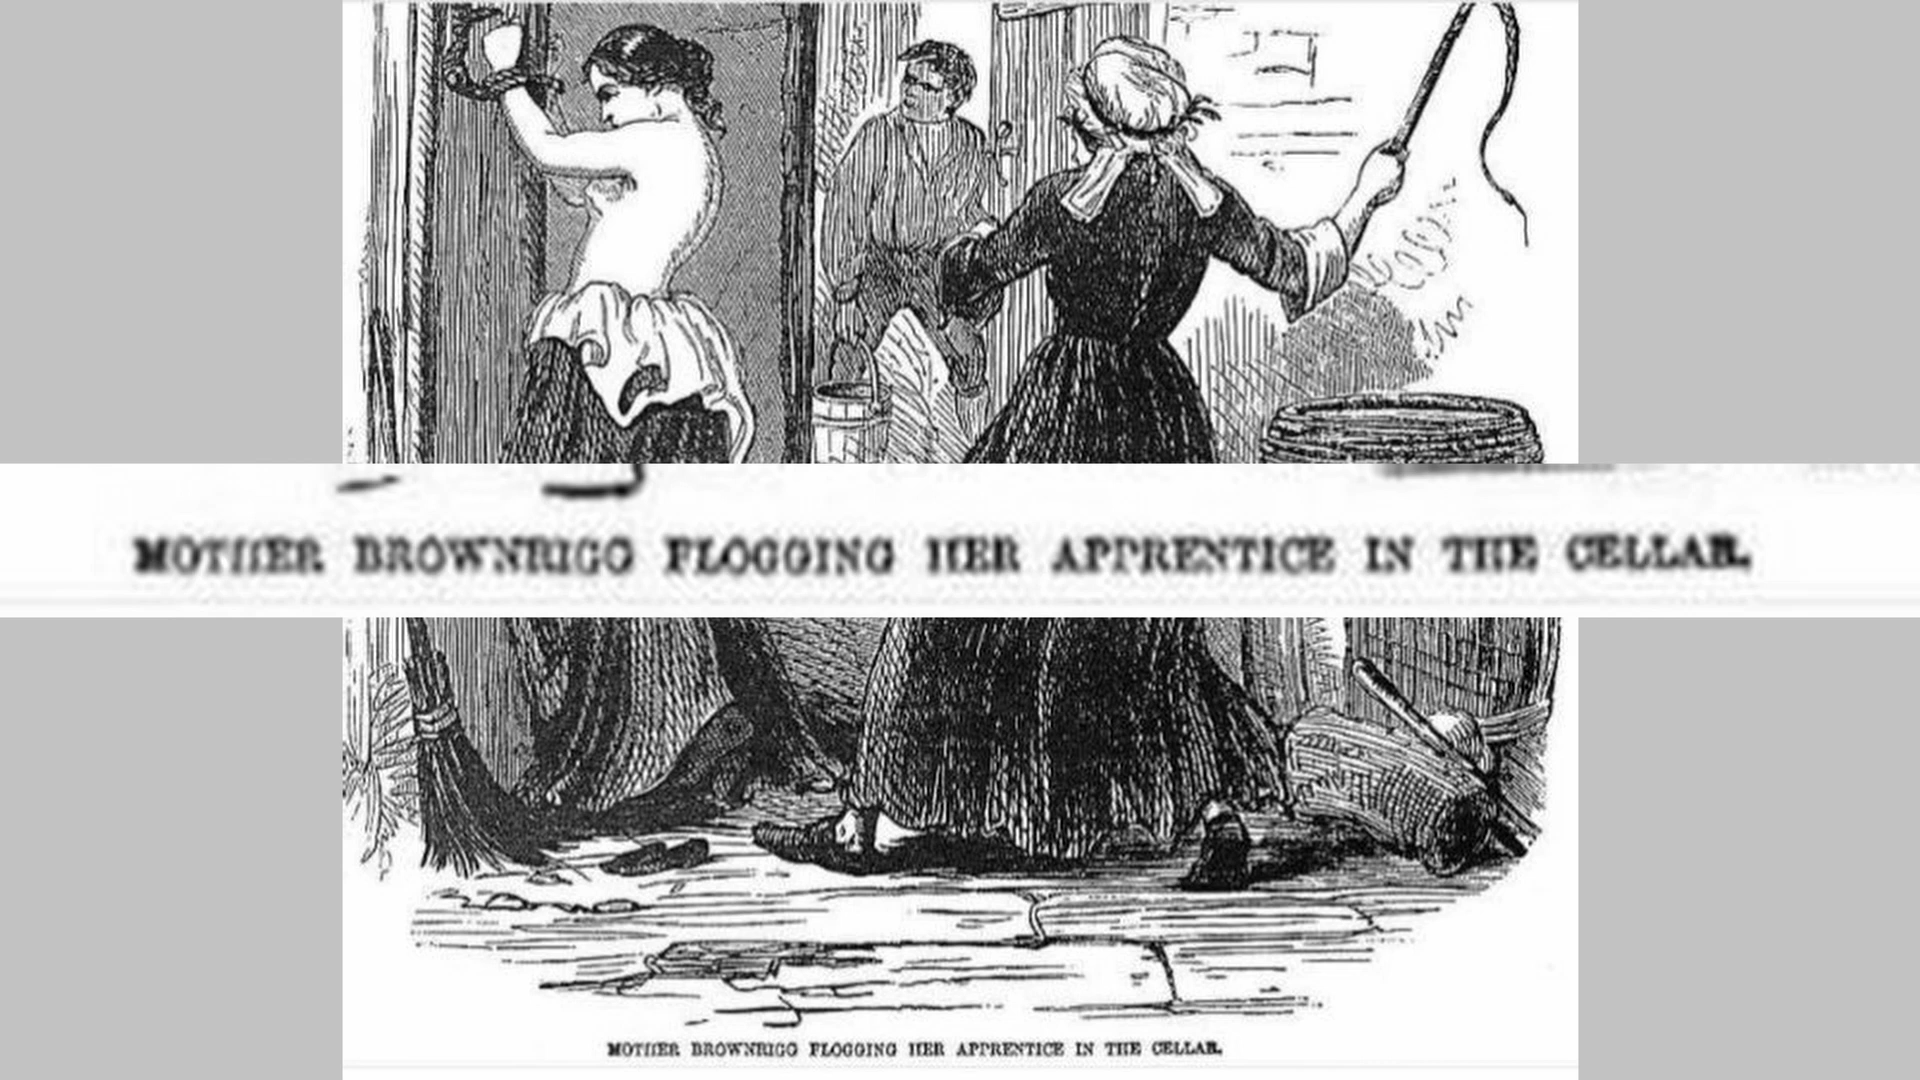 MOTHER BROWNRIGG FLOGGING HER APPRENTICE IN THE CELLAR.
MOTHER BROWNRIGG FLOGGING HER APPRENTICE IN THE CELLAR.